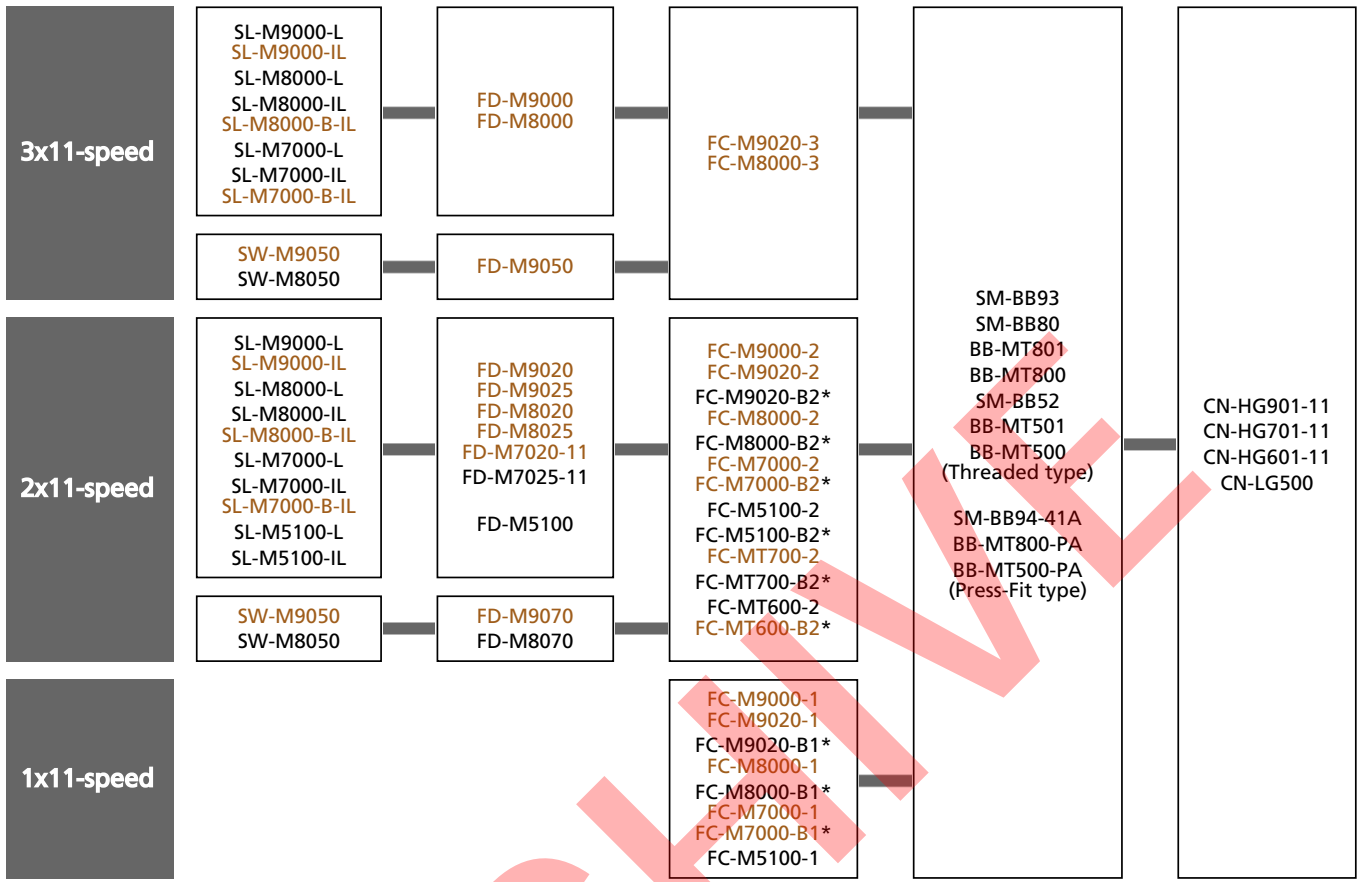 3x11-speed
SL-M9000-L
SL-M9000-IL
SL-M8000-L
SL-M8000-IL
SL-M8000-B-IL
SL-M7000-L
SL-M7000-IL
SL-M7000-B-IL
FD-M9000
FD-M8000
FC-M9020-3
FC-M8000-3
SW-M9050
SW-M8050
FD-M9050
2x11-speed
SL-M9000-L
SL-M9000-IL
SL-M8000-L
SL-M8000-IL
SL-M8000-B-IL
SL-M7000-L
SL-M7000-IL
SL-M7000-B-IL
SL-M5100-L
SL-M5100-IL
FD-M9020
FD-M9025
FD-M8020
FD-M8025
FD-M7020-11
FD-M7025-11
FD-M5100
SW-M9050
SW-M8050
FD-M9070
FD-M8070
FC-M9000-2
FC-M9020-2
FC-M9020-B2*
FC-M8000-2
FC-M8000-B2*
FC-M7000-2
FC-M7000-B2*
FC-M5100-2
FC-M5100-B2*
FC-MT700-2
FC-MT700-B2*
FC-MT600-2
FC-MT600-B2*
1x11-speed
FC-M9000-1
FC-M9020-1
FC-M9020-B1*
FC-M8000-1
FC-M8000-B1*
FC-M7000-1
FC-M7000-B1*
FC-M5100-1
SM-BB93
SM-BB80
BB-MT801
BB-MT800
SM-BB52
BB-MT501
BB-MT500
(Threaded type)
SM-BB94-41A
BB-MT800-PA
BB-MT500-PA
(Press-Fit type)
CN-HG901-11
CN-HG701-11
CN-HG601-11
CN-LG500
CHIVE